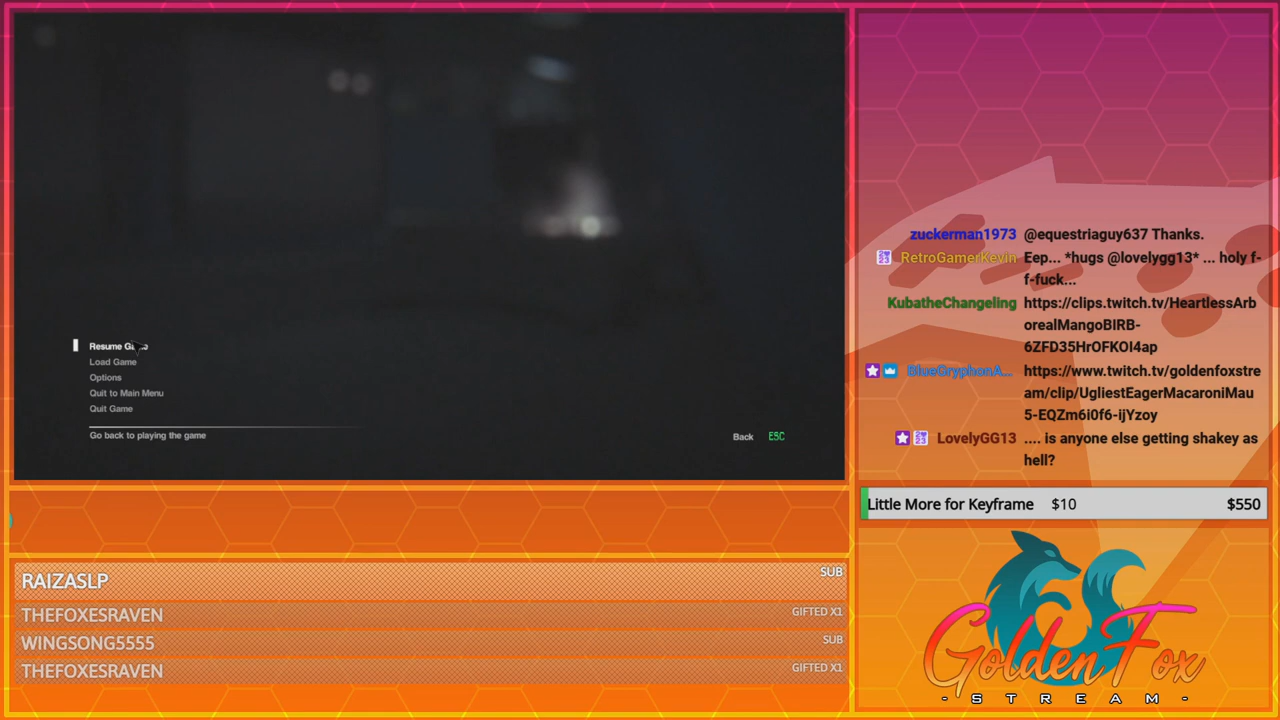 Resume Ga
Load Game
Options
Quit to Main Menu
Quit Game
Go back to playing the game
Back ESC
zuckerman1973 @equestriaguy637 Thanks.
RetroGamerKevin Eep... *hugs @lovelygg13* ... holy f-
f-fuck...
KubatheChangeling https://clips.twitch.tv/HeartlessArb
orealMangoBIRB-
6ZFD35HrOFKOI4ap
BlueGryphonA... https://www.twitch.tv/goldenfoxstre
am/clip/UgliestEagerMacaroniMau
5-EQZm6i0f6-ijYzoy
LovelyGG13 .... is anyone else getting shakey as
hell?
Little More for Keyframe $10 $550
RAIZASLP SUB
THEFOXESRAVEN GIFTED X1
WINGSONG5555 SUB
THEFOXESRAVEN GIFTED X1
GoldenFox
- STREAM -